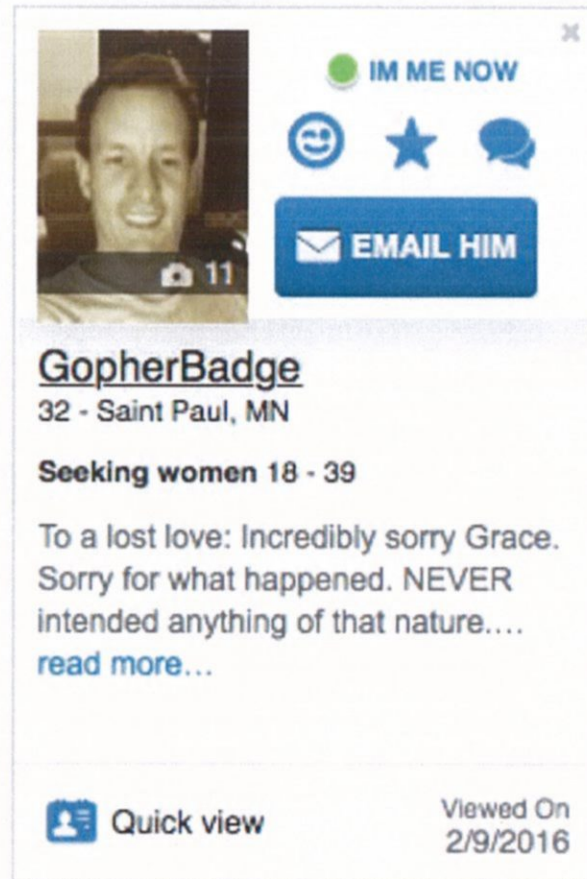 IM ME NOW
EMAIL HIM
11
GopherBadge
32 - Saint Paul, MN
Seeking women 18 - 39
To a lost love: Incredibly sorry Grace.
Sorry for what happened. NEVER
intended anything of that nature....
read more...
Quick view
Viewed On
2/9/2016